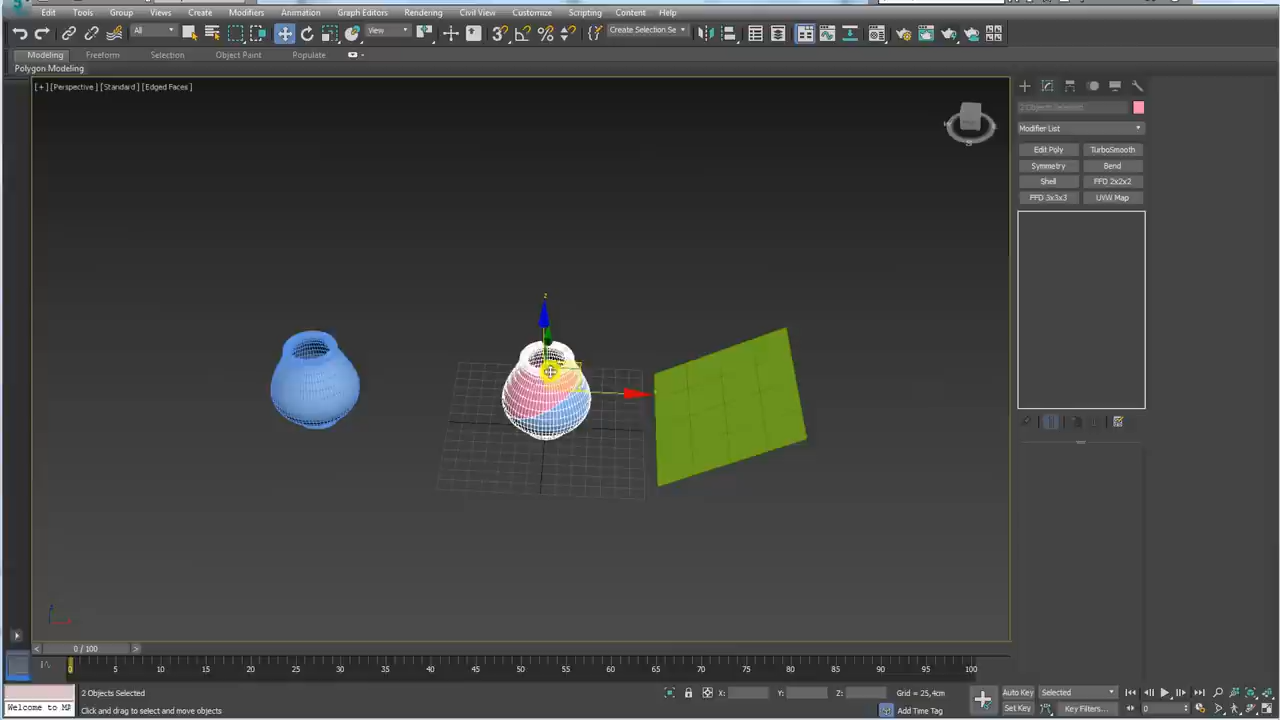 Edit Tools Group Views Create Modifiers Animation Graph Editors Rendering Civil View Customize Scripting Content Help
All View Create Selection Se
Modeling Freeform Selection Object Paint Populate
Polygon Modeling
[+] [Perspective] [Standard] [Edged Faces]
2 Objects Selected
Modifier List
Edit Poly TurboSmooth
Symmetry Bend
Shell FFD 2x2x2
FFD 3x3x3 UVW Map
< 0 / 100 >
0 5 10 15 20 25 30 35 40 45 50 55 60 65 70 75 80 85 90 95 100
2 Objects Selected X: Y: Z: Grid = 25,4cm Auto Key Selected
Welcome to MA Click and drag to select and move objects Add Time Tag Set Key Key Filters... 0